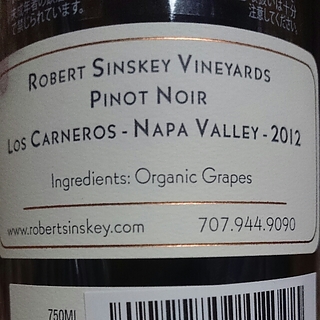 ROBERT SINSKEY VINEYARDS
PINOT NOIR
LOS CARNEROS - NAPA VALLEY - 2012
Ingredients: Organic Grapes
www.robertsinskey.com 707.944.9090
750ML